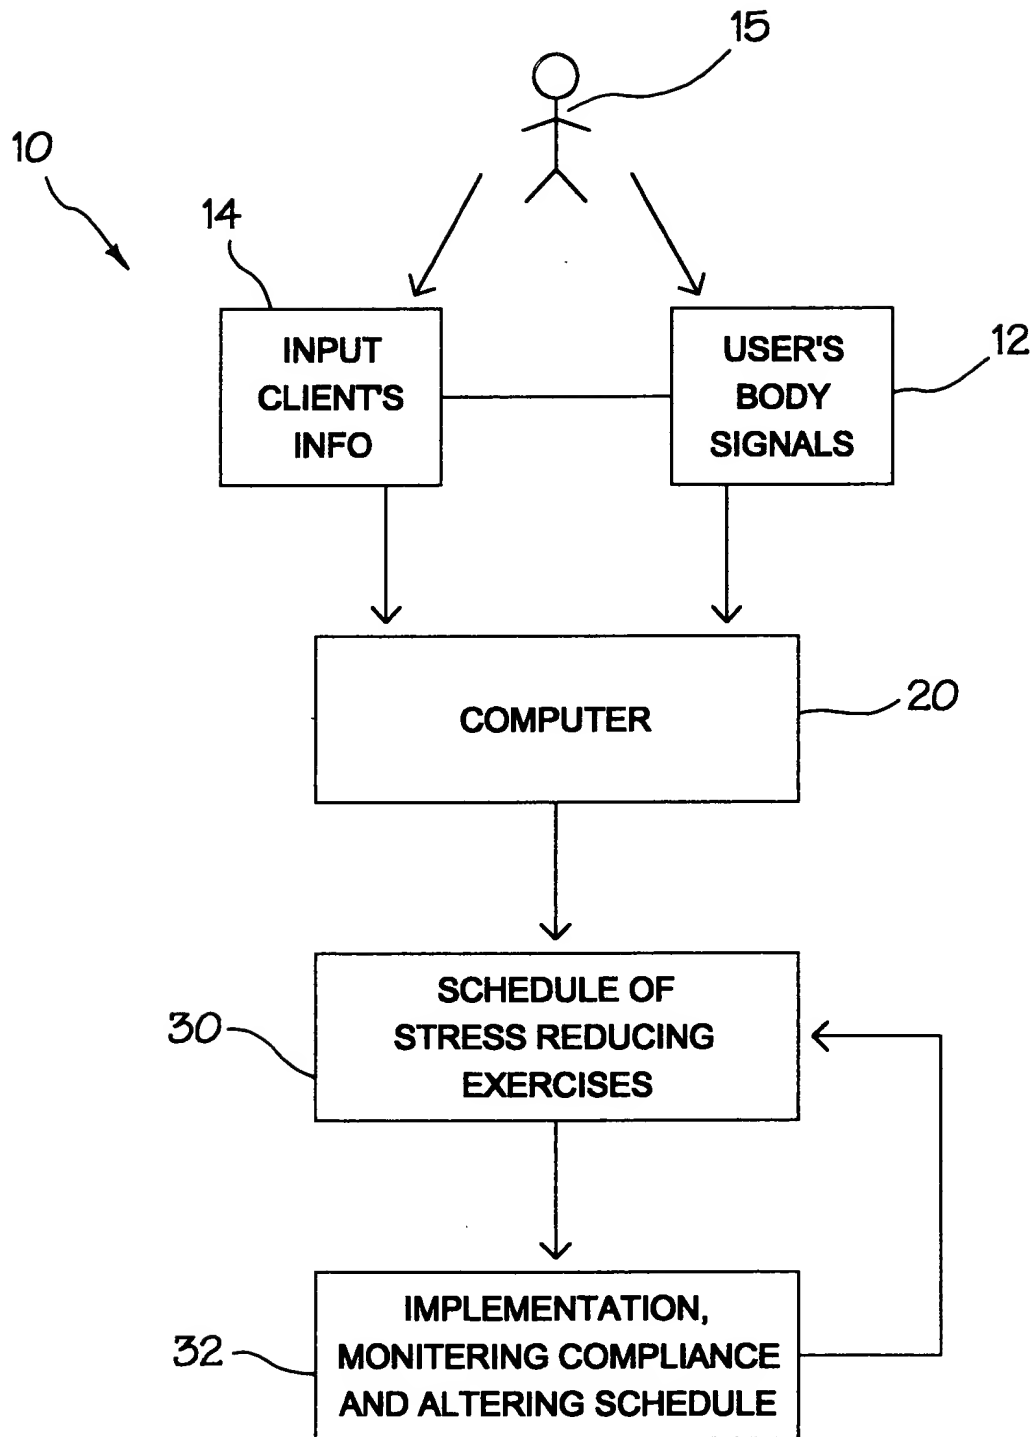 15
10
14
INPUT
CLIENT'S
INFO
USER'S
BODY
SIGNALS
12
COMPUTER
20
SCHEDULE OF
STRESS REDUCING
EXERCISES
30
IMPLEMENTATION,
MONITERING COMPLIANCE
AND ALTERING SCHEDULE
32